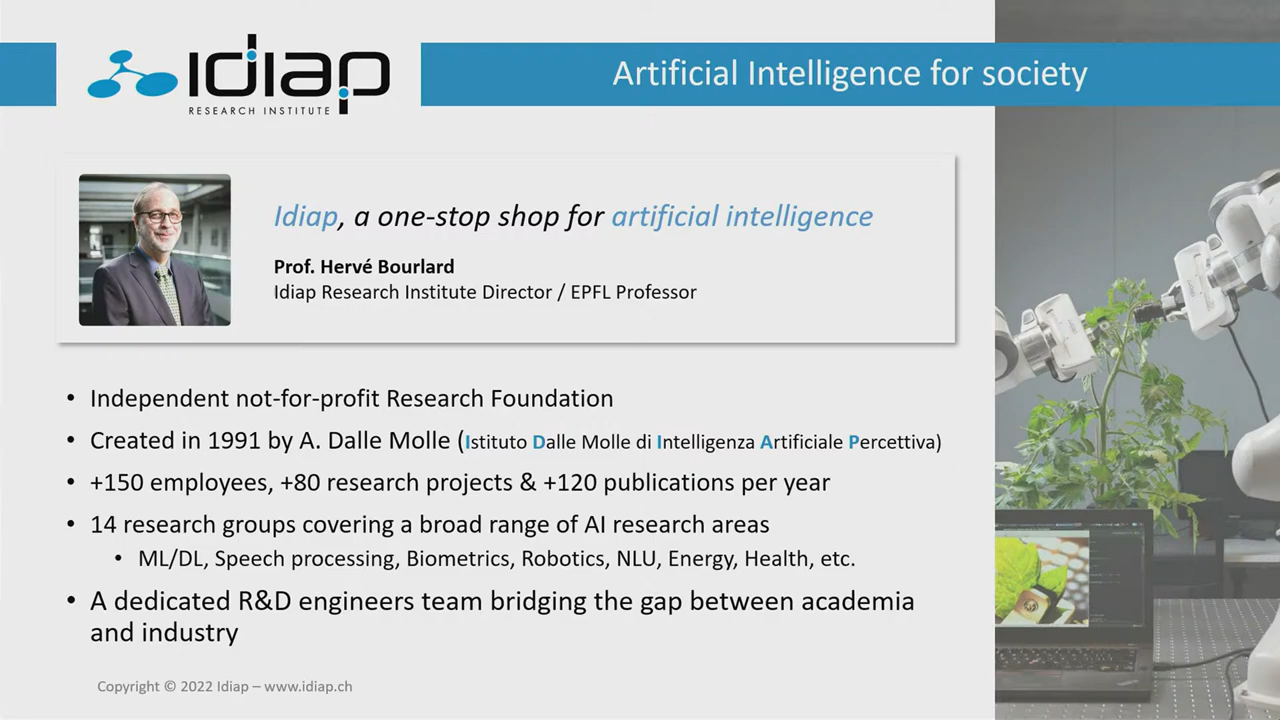 idiap
RESEARCH INSTITUTE
Artificial Intelligence for society
Idiap, a one-stop shop for artificial intelligence
Prof. Hervé Bourlard
Idiap Research Institute Director / EPFL Professor
• Independent not-for-profit Research Foundation
• Created in 1991 by A. Dalle Molle (Istituto Dalle Molle di Intelligenza Artificiale Percettiva)
• +150 employees, +80 research projects & +120 publications per year
• 14 research groups covering a broad range of AI research areas
• ML/DL, Speech processing, Biometrics, Robotics, NLU, Energy, Health, etc.
• A dedicated R&D engineers team bridging the gap between academia
and industry
Copyright © 2022 Idiap – www.idiap.ch